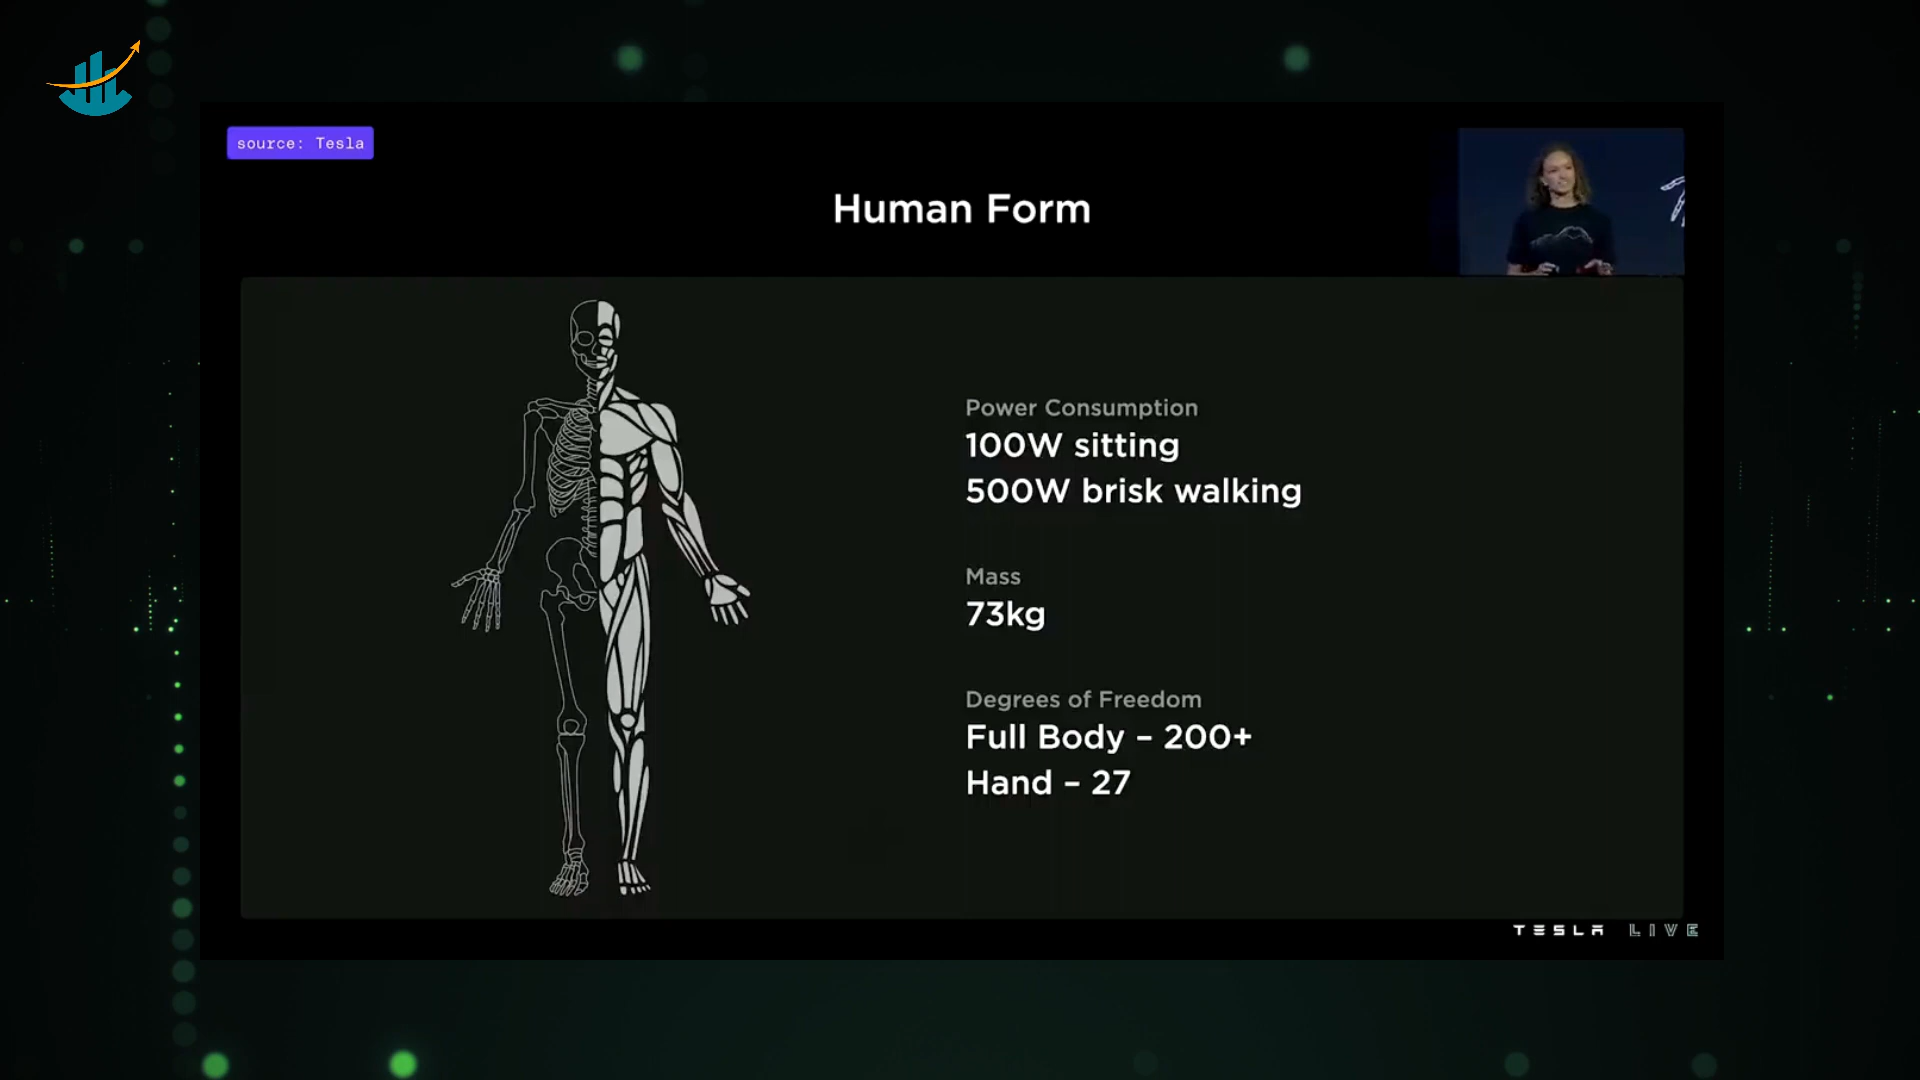 source: Tesla
Human Form
Power Consumption
100W sitting
500W brisk walking
Mass
73kg
Degrees of Freedom
Full Body – 200+
Hand – 27
TESLA LIVE